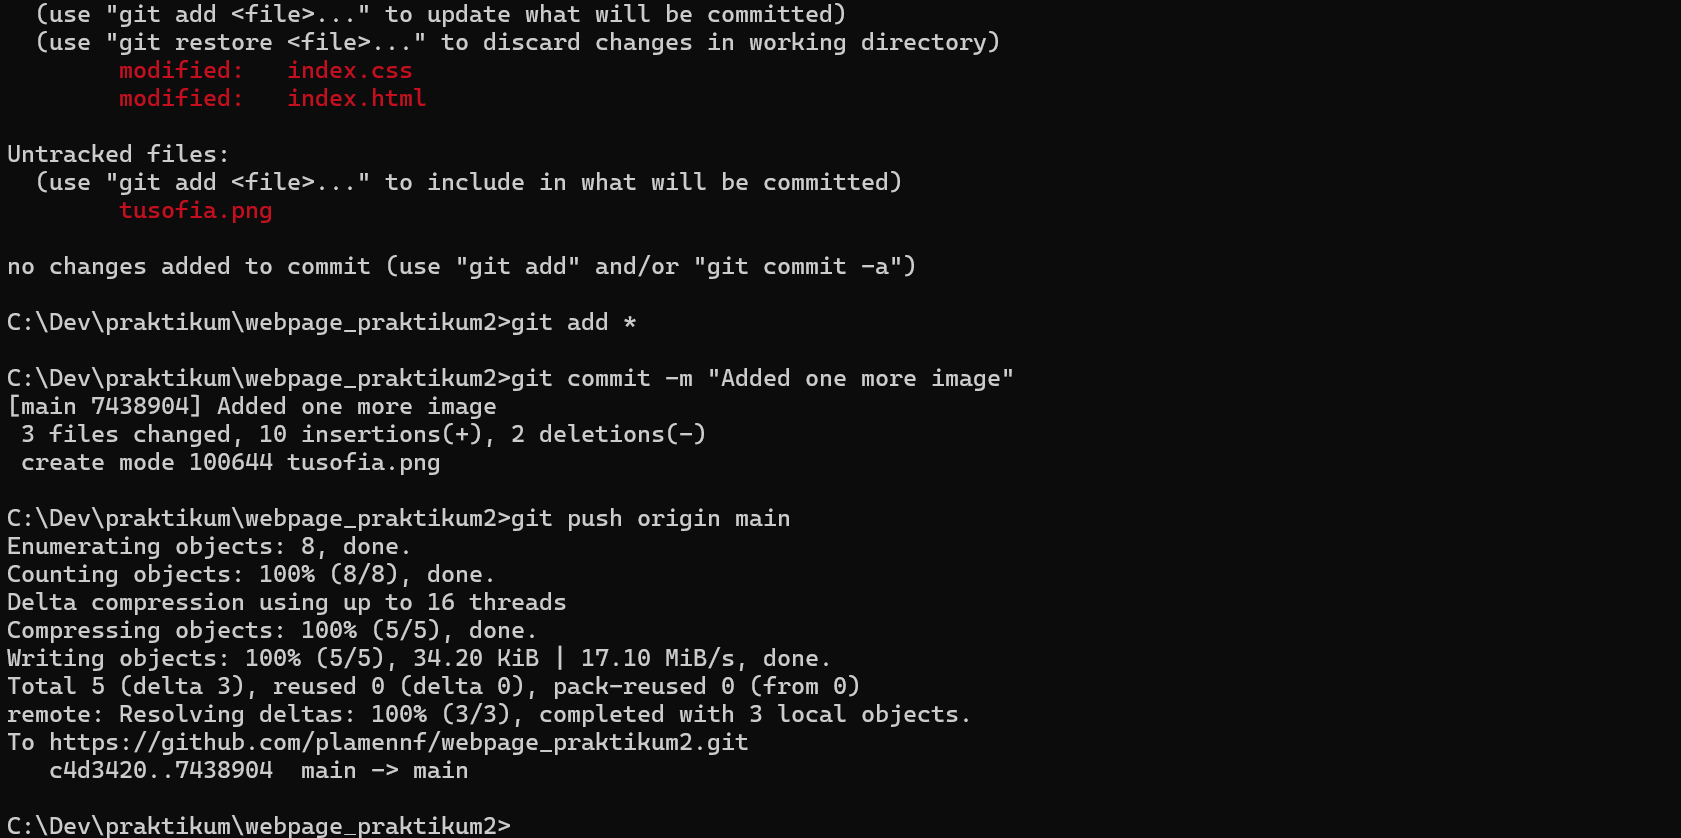 (use "git add <file>..." to update what will be committed)
(use "git restore <file>..." to discard changes in working directory)
modified:   index.css
modified:   index.html
Untracked files:
(use "git add <file>..." to include in what will be committed)
tusofia.png
no changes added to commit (use "git add" and/or "git commit -a")
C:\Dev\praktikum\webpage_praktikum2>git add *
C:\Dev\praktikum\webpage_praktikum2>git commit -m "Added one more image"
[main 7438904] Added one more image
3 files changed, 10 insertions(+), 2 deletions(-)
create mode 100644 tusofia.png
C:\Dev\praktikum\webpage_praktikum2>git push origin main
Enumerating objects: 8, done.
Counting objects: 100% (8/8), done.
Delta compression using up to 16 threads
Compressing objects: 100% (5/5), done.
Writing objects: 100% (5/5), 34.20 KiB | 17.10 MiB/s, done.
Total 5 (delta 3), reused 0 (delta 0), pack-reused 0 (from 0)
remote: Resolving deltas: 100% (3/3), completed with 3 local objects.
To https://github.com/plamennf/webpage_praktikum2.git
c4d3420..7438904  main -> main
C:\Dev\praktikum\webpage_praktikum2>